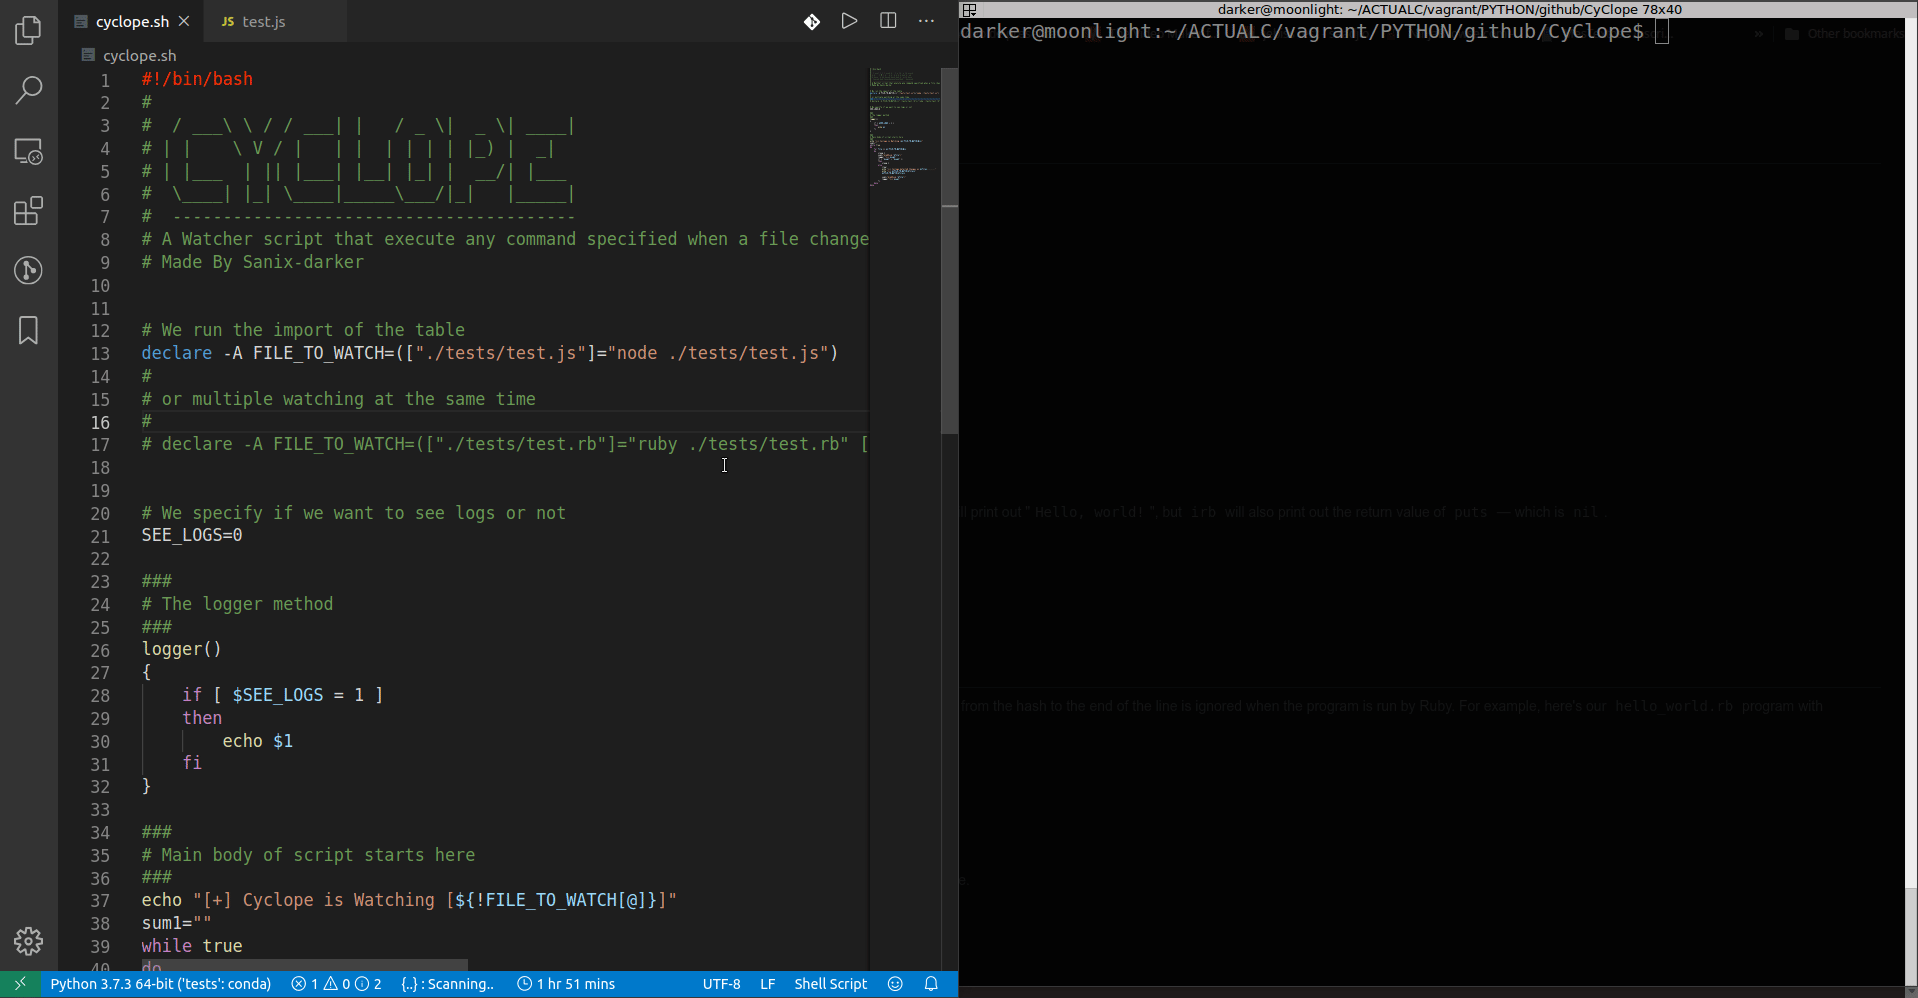 cyclope.sh
JS test.js
cyclope.sh
1 #!/bin/bash
2 #
3 #  / ___\ \ / / ___| |   / _ \|  _ \| ____|
4 # | |    \ V / |   | |  | | | | |_) |  _|
5 # | |___  | || |___| |__| |_| |  __/| |___
6 #  \____| |_| \____|_____\___/|_|   |_____|
7 #  ----------------------------------------
8 # A Watcher script that execute any command specified when a file change
9 # Made By Sanix-darker
10
11
12 # We run the import of the table
13 declare -A FILE_TO_WATCH=(["./tests/test.js"]="node ./tests/test.js")
14 #
15 # or multiple watching at the same time
16 #
17 # declare -A FILE_TO_WATCH=(["./tests/test.rb"]="ruby ./tests/test.rb" [
18
19
20 # We specify if we want to see logs or not
21 SEE_LOGS=0
22
23 ###
24 # The logger method
25 ###
26 logger()
27 {
28     if [ $SEE_LOGS = 1 ]
29     then
30         echo $1
31     fi
32 }
33
34 ###
35 # Main body of script starts here
36 ###
37 echo "[+] Cyclope is Watching [${!FILE_TO_WATCH[@]}]"
38 sum1=""
39 while true
40 do
Python 3.7.3 64-bit ('tests': conda) 1 0 2 {..} : Scanning.. 1 hr 51 mins UTF-8 LF Shell Script
darker@moonlight: ~/ACTUALC/vagrant/PYTHON/github/CyClope 78x40
darker@moonlight:~/ACTUALC/vagrant/PYTHON/github/CyClope$
» Other bookmarks
ll print out "Hello, world!", but irb will also print out the return value of puts — which is nil.
from the hash to the end of the line is ignored when the program is run by Ruby. For example, here's our hello_world.rb program with